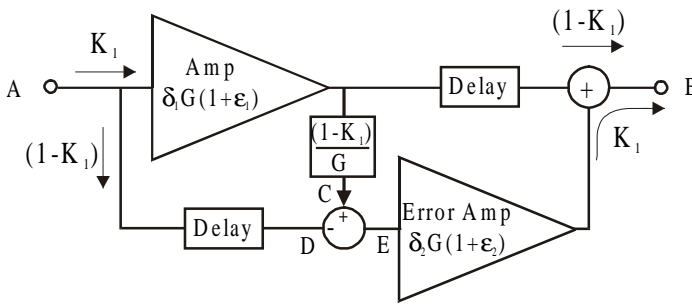 K₁
(1-K₁)
A
Amp
δ₁G(1+ε₁)
Delay
+
B
(1-K₁)
(1-K₁)
G
K₁
C
Delay
D
-
+
E
Error Amp
δ₂G(1+ε₂)